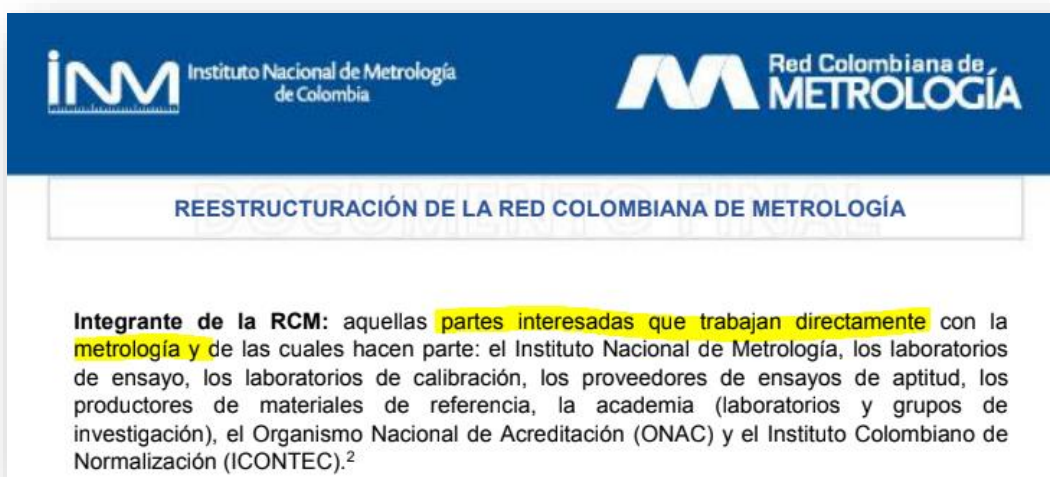 INM Instituto Nacional de Metrología
de Colombia
Red Colombiana de
METROLOGÍA
DOCUMENTO FINAL
REESTRUCTURACIÓN DE LA RED COLOMBIANA DE METROLOGÍA
Integrante de la RCM: aquellas partes interesadas que trabajan directamente con la
metrología y de las cuales hacen parte: el Instituto Nacional de Metrología, los laboratorios
de ensayo, los laboratorios de calibración, los proveedores de ensayos de aptitud, los
productores de materiales de referencia, la academia (laboratorios y grupos de
investigación), el Organismo Nacional de Acreditación (ONAC) y el Instituto Colombiano de
Normalización (ICONTEC).²